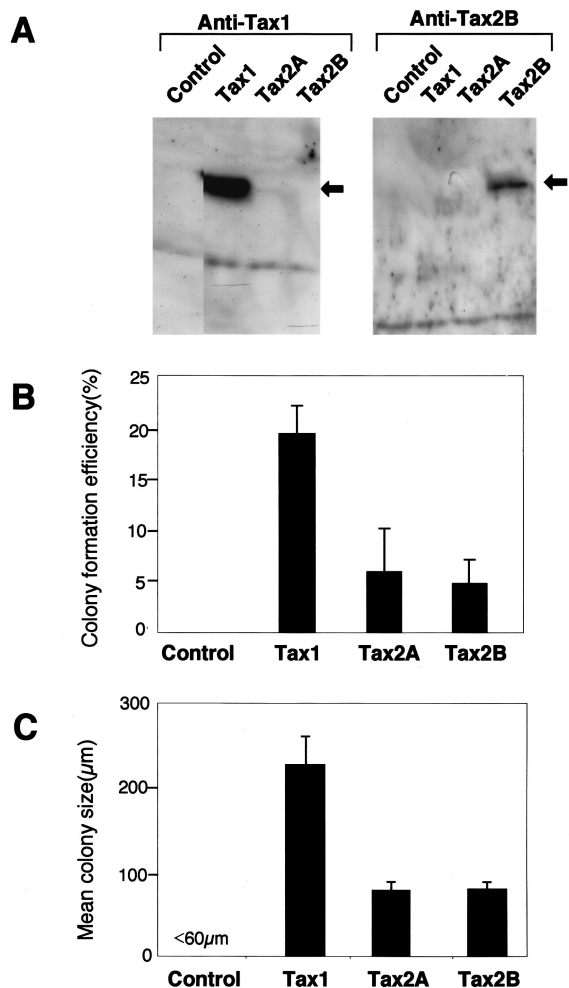 A
Anti-Tax1 Anti-Tax2B
Control Tax1 Tax2A Tax2B Control Tax1 Tax2A Tax2B
B
Colony formation efficiency(%)
25
20
15
10
5
0
Control Tax1 Tax2A Tax2B
C
Mean colony size(µm)
300
200
100
0
<60µm
Control Tax1 Tax2A Tax2B